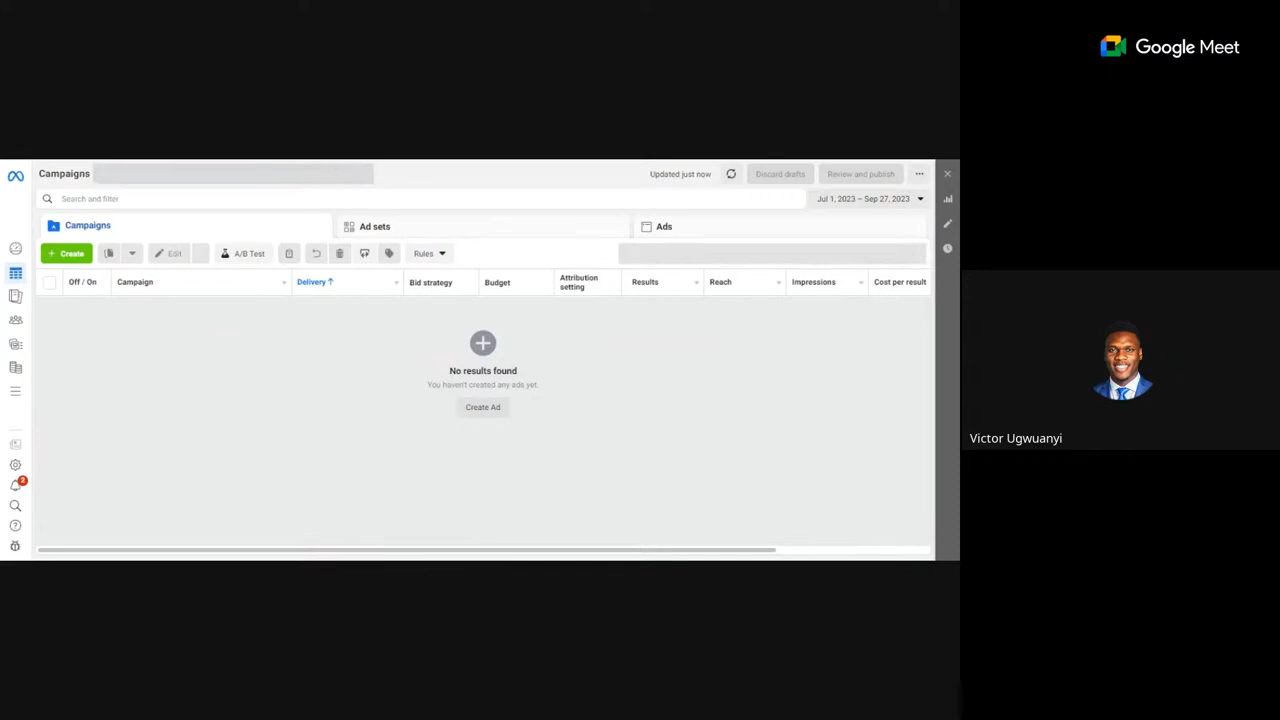 Google Meet
Campaigns
Updated just now
Discard drafts
Review and publish
Search and filter
Jul 1, 2023 – Sep 27, 2023
Campaigns
Ad sets
Ads
+ Create
Edit
A/B Test
Rules
Off / On
Campaign
Delivery ↑
Bid strategy
Budget
Attribution
setting
Results
Reach
Impressions
Cost per result
No results found
You haven't created any ads yet.
Create Ad
2
Victor Ugwuanyi